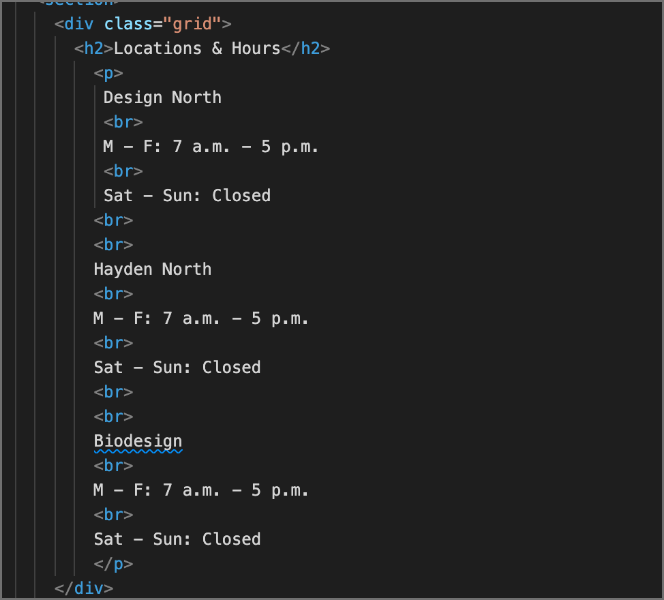 <section>
<div class="grid">
<h2>Locations & Hours</h2>
<p>
Design North
<br>
M – F: 7 a.m. – 5 p.m.
<br>
Sat – Sun: Closed
<br>
<br>
Hayden North
<br>
M – F: 7 a.m. – 5 p.m.
<br>
Sat – Sun: Closed
<br>
<br>
Biodesign
<br>
M – F: 7 a.m. – 5 p.m.
<br>
Sat – Sun: Closed
</p>
</div>